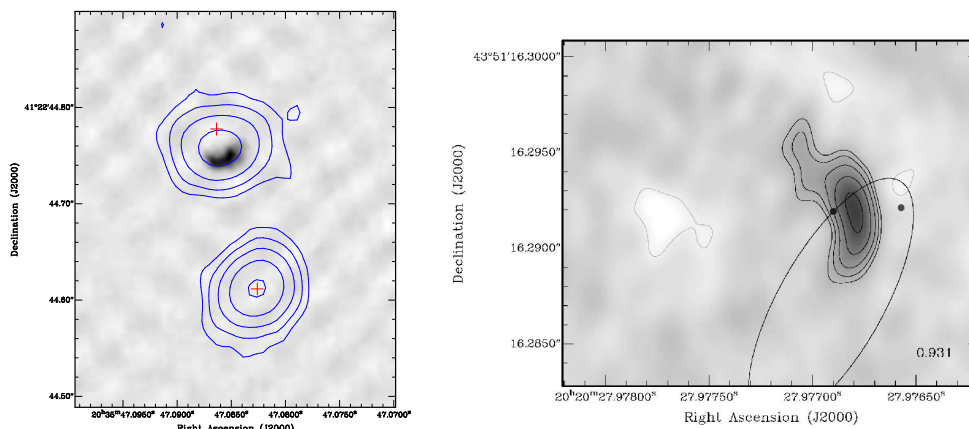 41°22'44.80"
44.70"
44.60"
44.50"
Declination (J2000)
20ʰ35ᵐ47.0950ˢ 47.0900ˢ 47.0850ˢ 47.0800ˢ 47.0750ˢ 47.0700ˢ
Right Ascension (J2000)
43°51'16.3000"
16.2950"
16.2900"
16.2850"
Declination (J2000)
0.931
20ʰ20ᵐ27.97800ˢ 27.97750ˢ 27.97700ˢ 27.97650ˢ
Right Ascension (J2000)